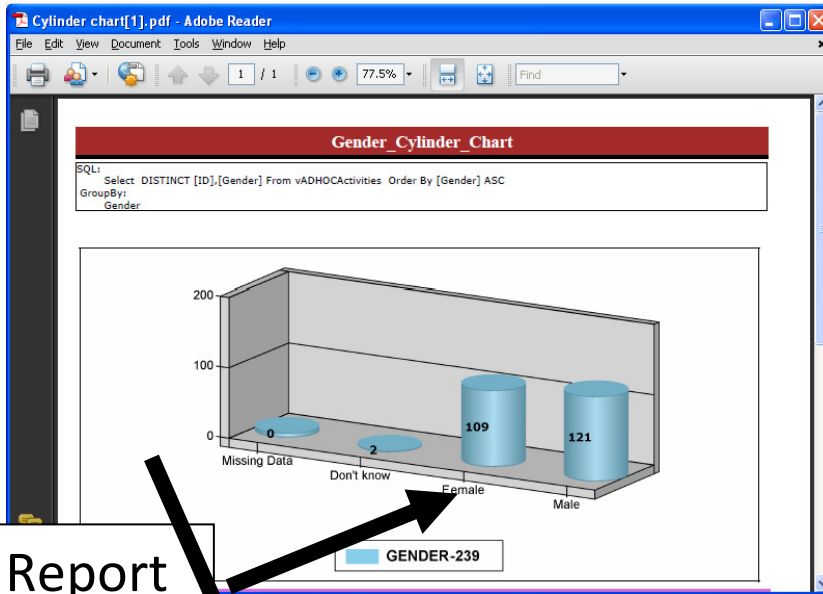 Cylinder chart[1].pdf - Adobe Reader
File Edit View Document Tools Window Help
1 / 1 77.5% Find
Gender_Cylinder_Chart
SQL:
Select DISTINCT [ID],[Gender] From vADHOCActivities Order By [Gender] ASC
GroupBy:
Gender
200
100
0
0
2
109
121
Missing Data
Don't know
Female
Male
GENDER-239
Report